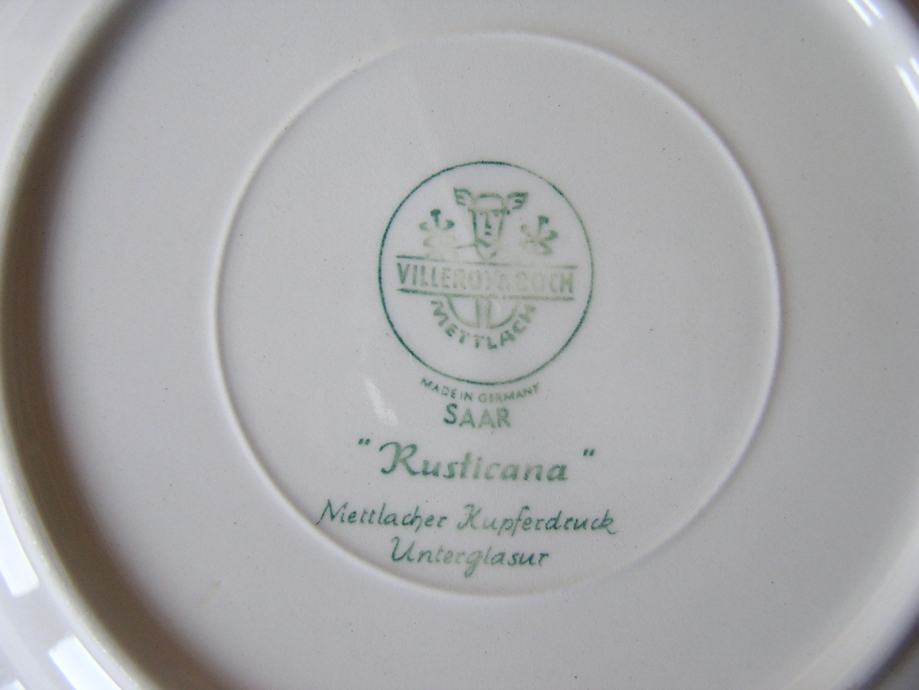 VILLEROY & BOCH
METTLACH
MADE IN GERMANY
SAAR
"Rusticana"
Mettlacher Kupferdruck
Unterglasur